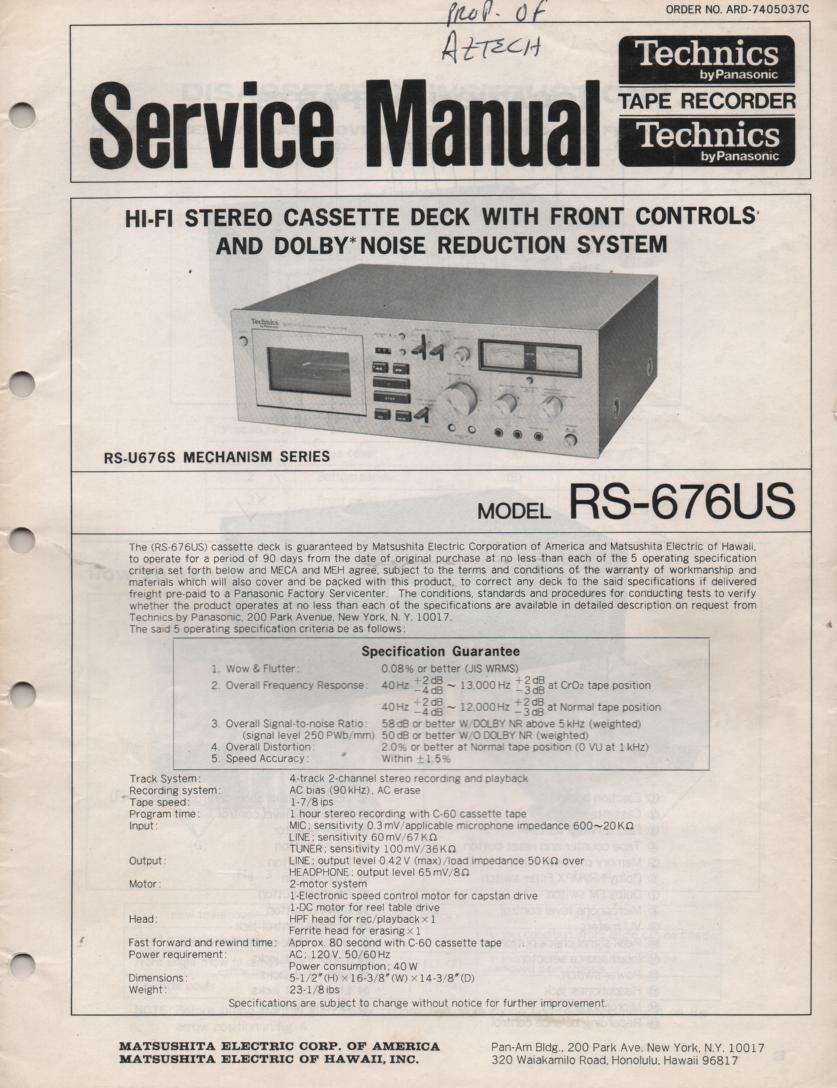 ORDER NO. ARD-7405037C
PROP. OF
AZTECH
Service Manual
Technics
by Panasonic
TAPE RECORDER
Technics
by Panasonic
HI-FI STEREO CASSETTE DECK WITH FRONT CONTROLS
AND DOLBY* NOISE REDUCTION SYSTEM
Technics
by Panasonic
RS-U676S MECHANISM SERIES
MODEL RS-676US
The (RS-676US) cassette deck is guaranteed by Matsushita Electric Corporation of America and Matsushita Electric of Hawaii,
to operate for a period of 90 days from the date of original purchase at no less than each of the 5 operating specification
criteria set forth below and MECA and MEH agree, subject to the terms and conditions of the warranty of workmanship and
materials which will also cover and be packed with this product, to correct any deck to the said specifications if delivered
freight pre-paid to a Panasonic Factory Servicenter. The conditions, standards and procedures for conducting tests to verify
whether the product operates at no less than each of the specifications are available in detailed description on request from
Technics by Panasonic, 200 Park Avenue, New York, N. Y. 10017.
The said 5 operating specification criteria be as follows:
Specification Guarantee
1. Wow & Flutter: 0.08% or better (JIS WRMS)
2. Overall Frequency Response: 40Hz +2dB -4dB ~ 13,000Hz +2dB -3dB at CrO₂ tape position
40Hz +2dB -4dB ~ 12,000Hz +2dB -3dB at Normal tape position
3. Overall Signal-to-noise Ratio: 58dB or better W/DOLBY NR above 5kHz (weighted)
(signal level 250 PWb/mm) 50dB or better W/O DOLBY NR (weighted)
4. Overall Distortion: 2.0% or better at Normal tape position (0 VU at 1kHz)
5. Speed Accuracy: Within ±1.5%
Track System: 4-track 2-channel stereo recording and playback
Recording system: AC bias (90kHz), AC erase
Tape speed: 1-7/8 ips
Program time: 1 hour stereo recording with C-60 cassette tape
Input: MIC; sensitivity 0.3mV/applicable microphone impedance 600~20KΩ
LINE; sensitivity 60mV/67KΩ
TUNER; sensitivity 100mV/36KΩ
Output: LINE; output level 0.42V (max)/load impedance 50KΩ over
HEADPHONE; output level 65mV/8Ω
Motor: 2-motor system
1-Electronic speed control motor for capstan drive
1-DC motor for reel table drive
Head: HPF head for rec/playback×1
Ferrite head for erasing×1
Fast forward and rewind time: Approx. 80 second with C-60 cassette tape
Power requirement: AC; 120V, 50/60Hz
Power consumption; 40W
Dimensions: 5-1/2″(H)×16-3/8″(W)×14-3/8″(D)
Weight: 23-1/8 ibs
Specifications are subject to change without notice for further improvement.
MATSUSHITA ELECTRIC CORP. OF AMERICA Pan-Am Bldg., 200 Park Ave. New York, N.Y. 10017
MATSUSHITA ELECTRIC OF HAWAII, INC. 320 Waiakamilo Road, Honolulu, Hawaii 96817